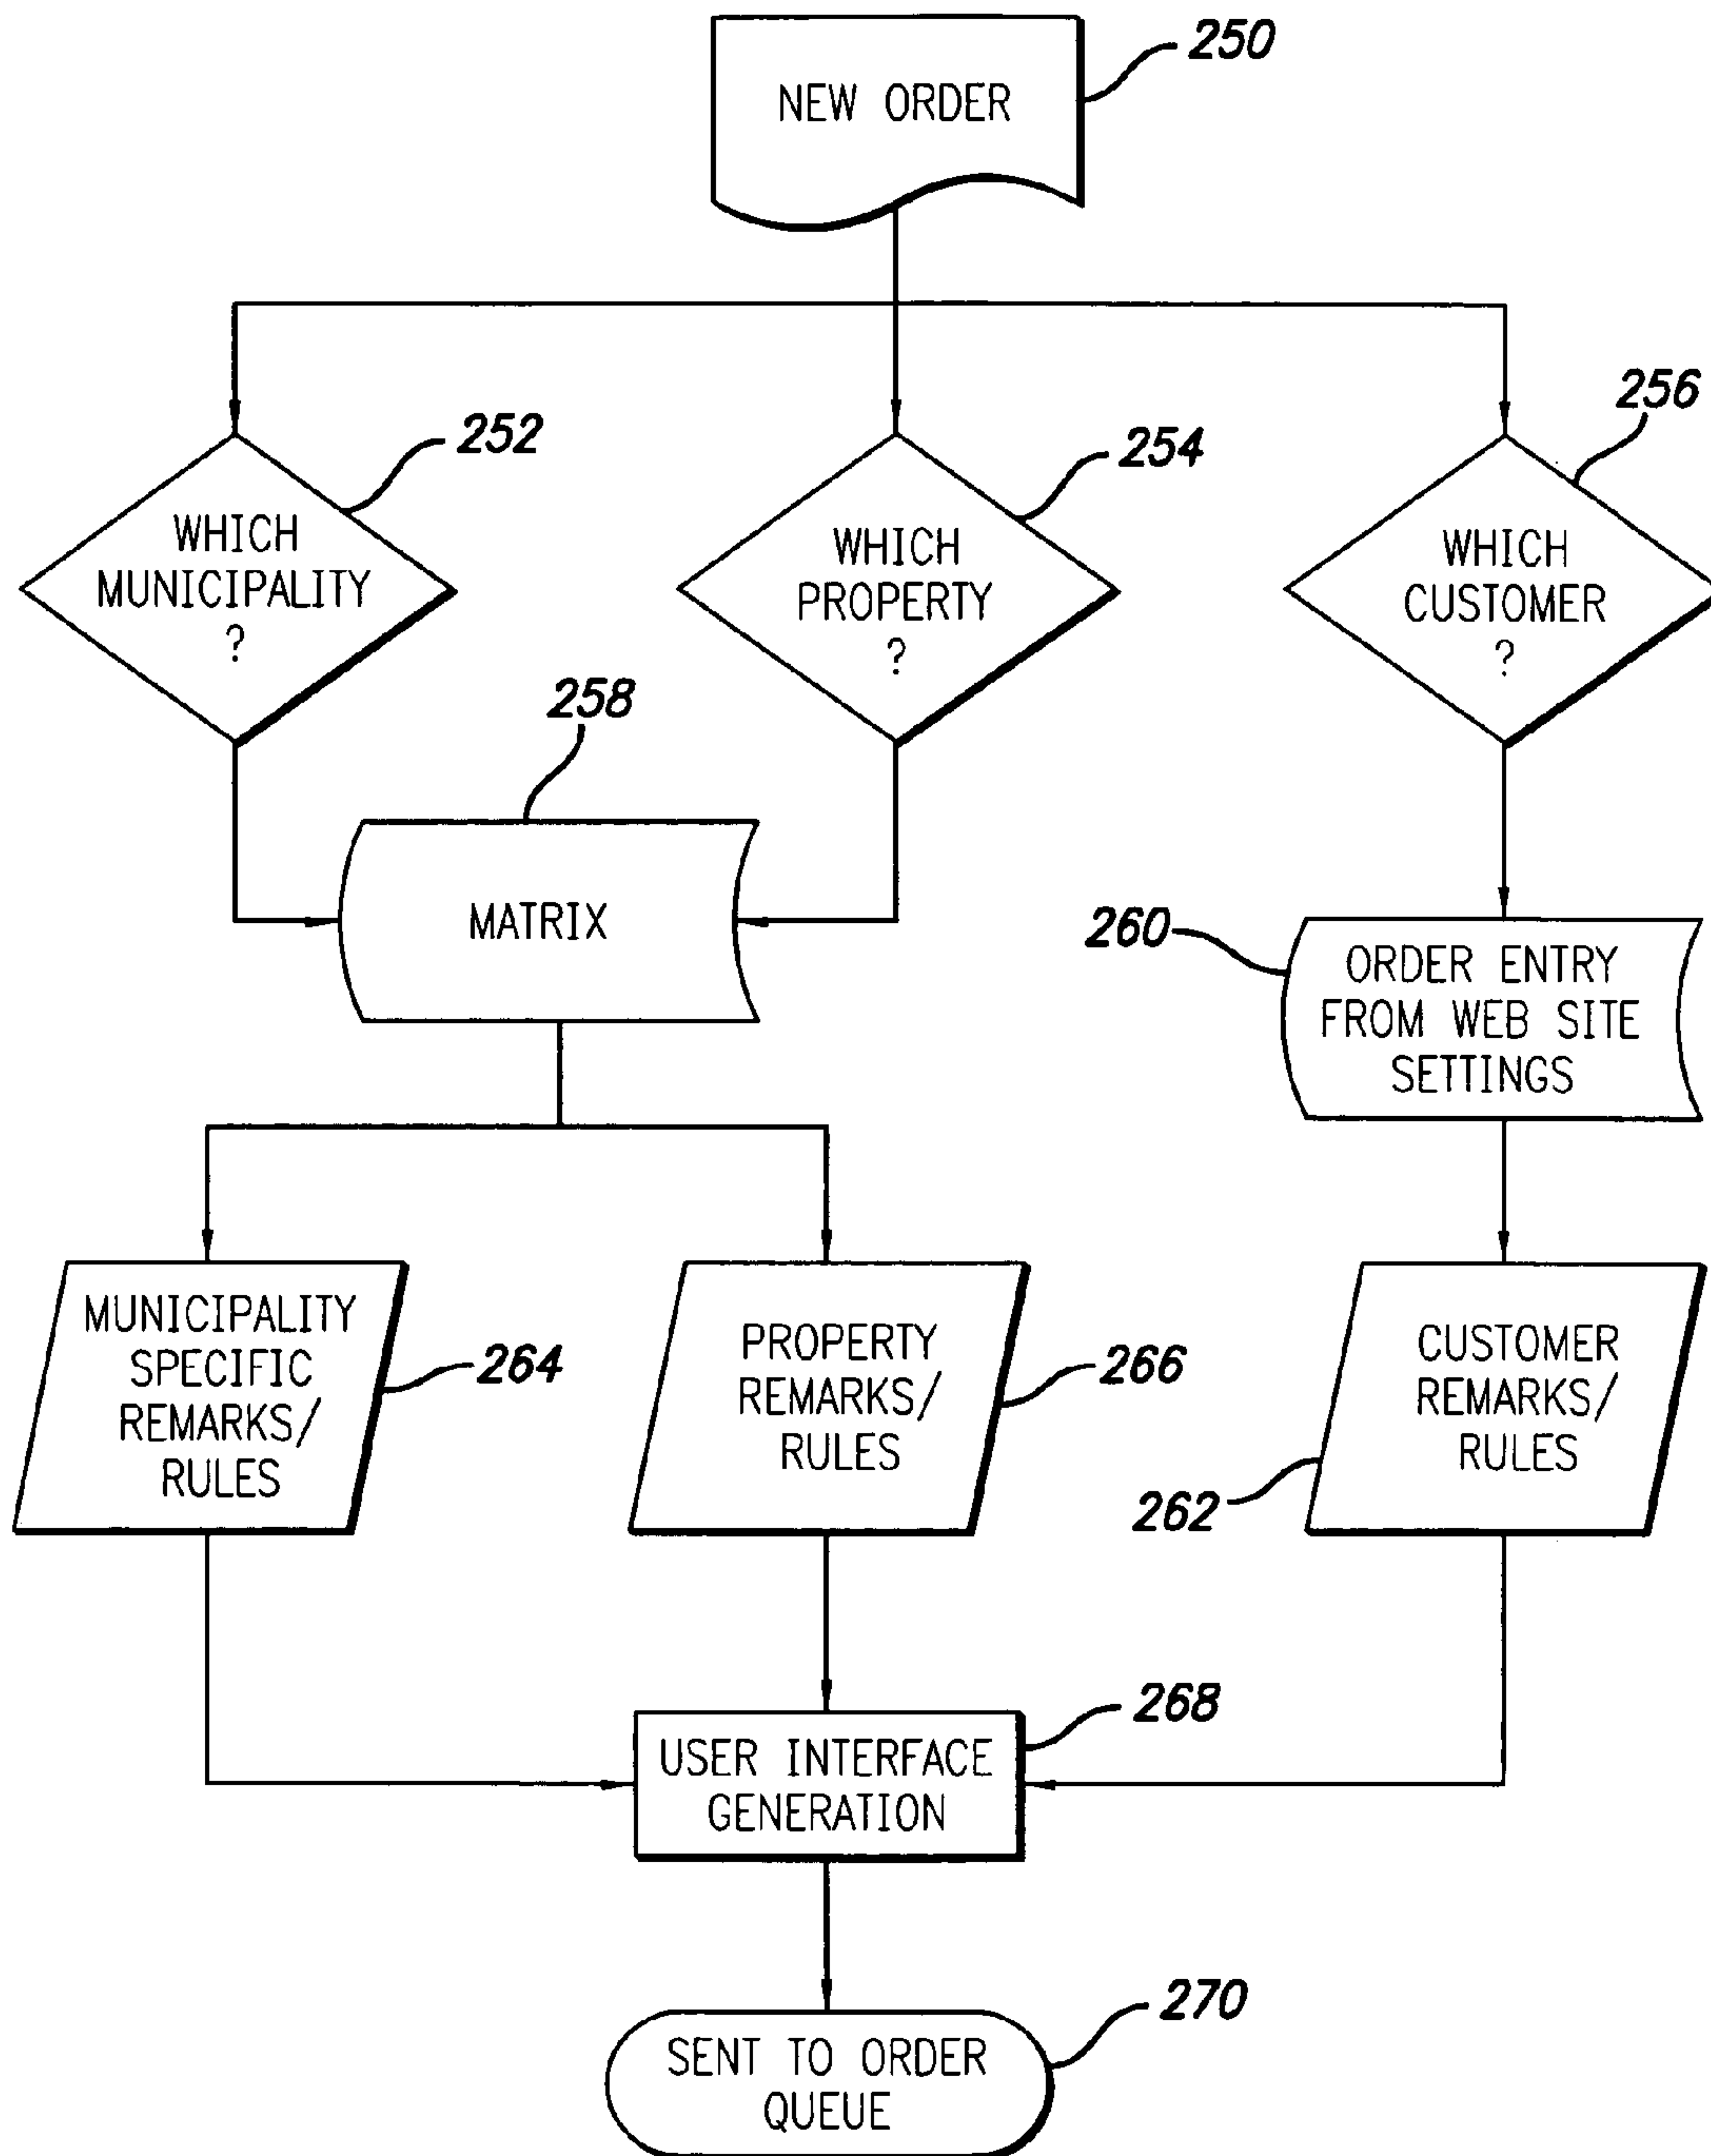 250
NEW ORDER
252
254
256
WHICH
MUNICIPALITY
?
WHICH
PROPERTY
?
WHICH
CUSTOMER
?
258
MATRIX
260
ORDER ENTRY
FROM WEB SITE
SETTINGS
MUNICIPALITY
SPECIFIC
REMARKS/
RULES
264
PROPERTY
REMARKS/
RULES
266
CUSTOMER
REMARKS/
RULES
262
268
USER INTERFACE
GENERATION
270
SENT TO ORDER
QUEUE